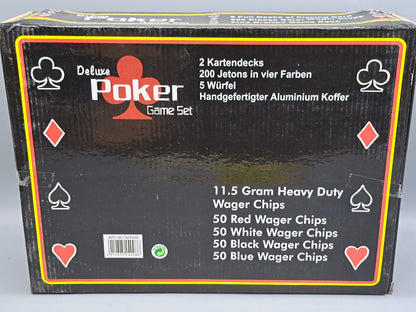 Deluxe
Poker
Game Set
2 Kartendecks
200 Jetons in vier Farben
5 Würfel
Handgefertigter Aluminium Koffer
11.5 Gram Heavy Duty
Wager Chips
50 Red Wager Chips
50 White Wager Chips
50 Black Wager Chips
50 Blue Wager Chips